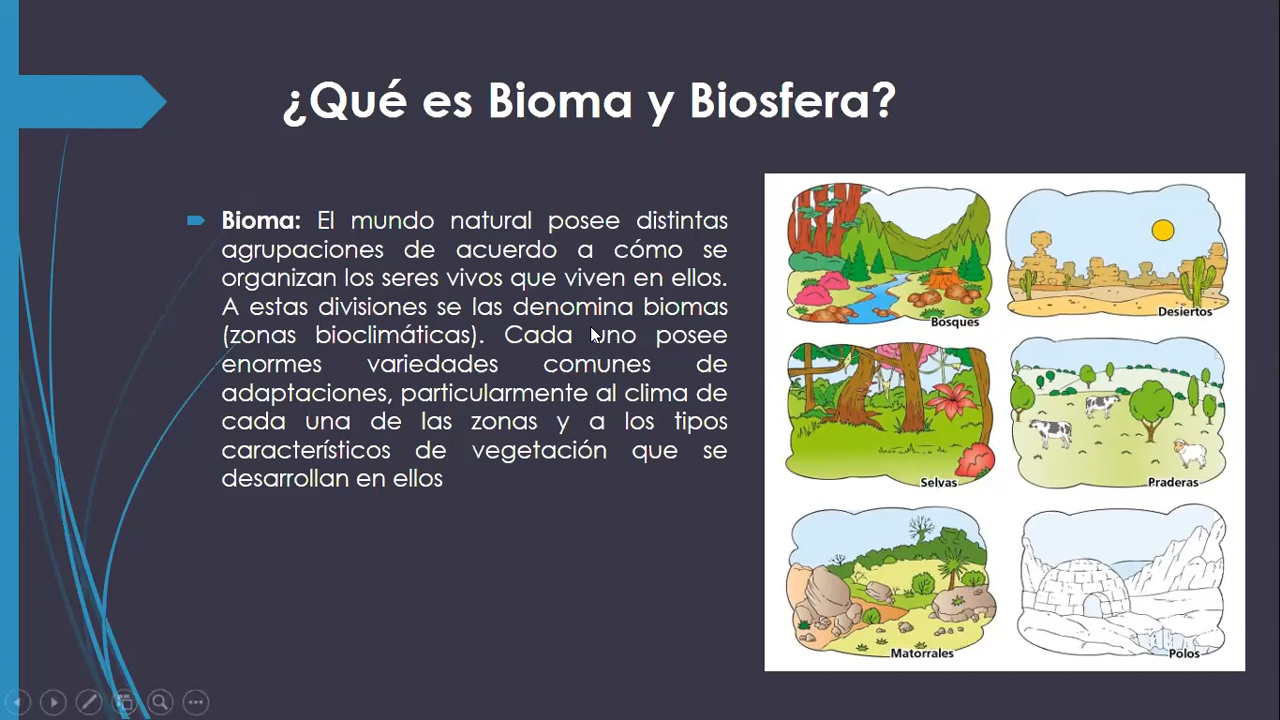 ¿Qué es Bioma y Biosfera?
Bioma: El mundo natural posee distintas
agrupaciones de acuerdo a cómo se
organizan los seres vivos que viven en ellos.
A estas divisiones se las denomina biomas
(zonas bioclimáticas). Cada uno posee
enormes variedades comunes de
adaptaciones, particularmente al clima de
cada una de las zonas y a los tipos
característicos de vegetación que se
desarrollan en ellos
Bosques
Desiertos
Selvas
Praderas
Matorrales
Polos